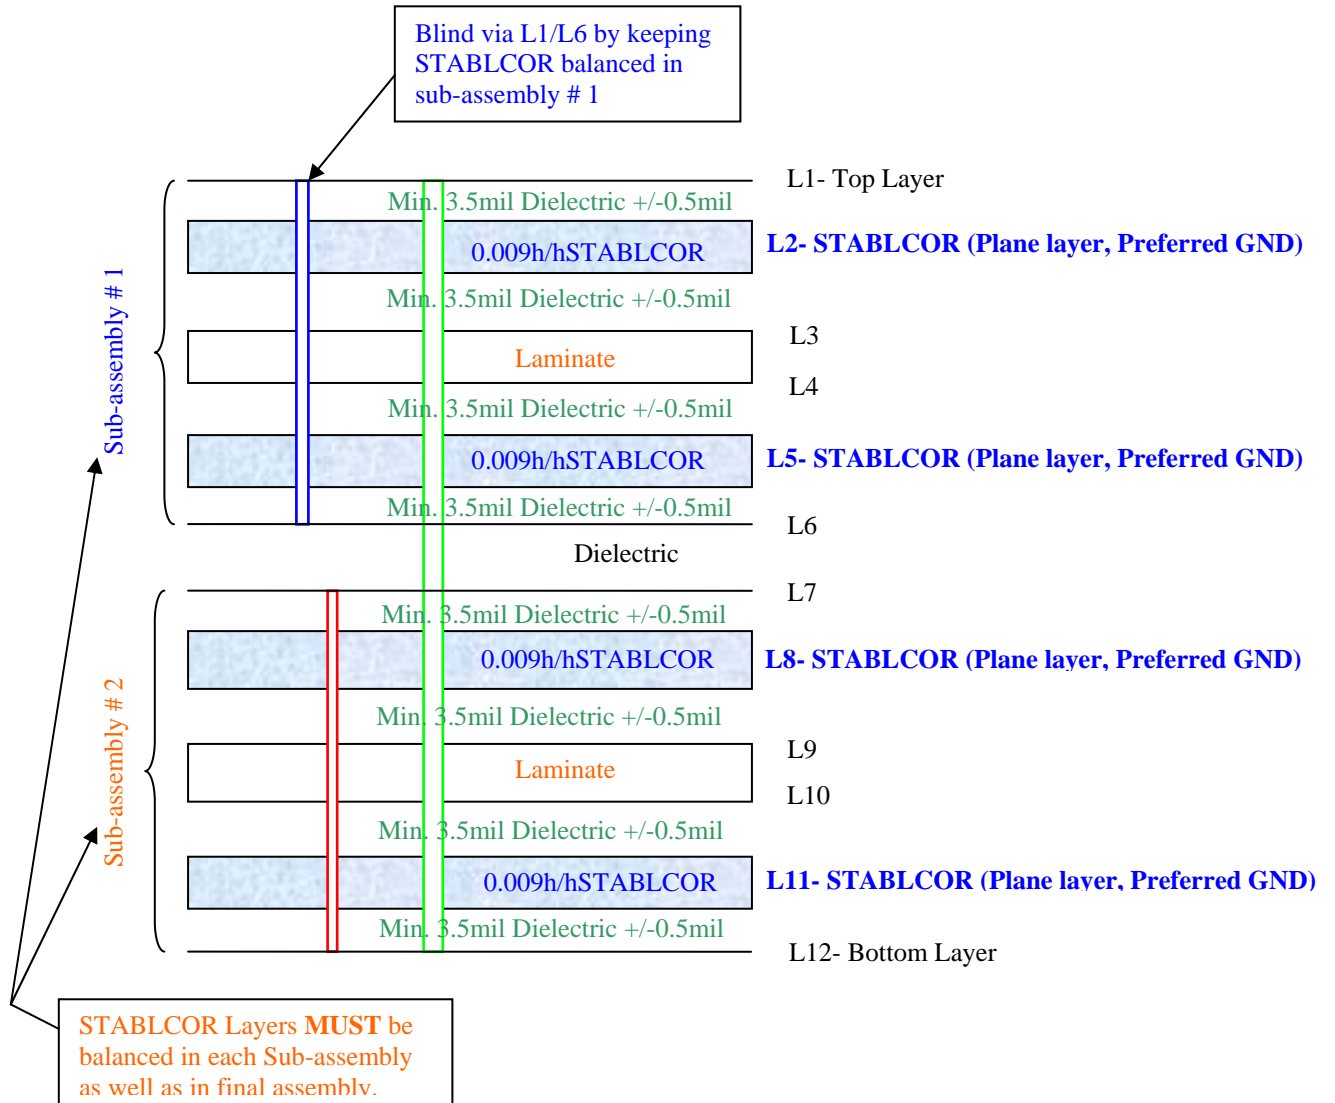 Blind via L1/L6 by keeping
STABLCOR balanced in
sub-assembly # 1
L1- Top Layer
Min. 3.5mil Dielectric +/-0.5mil
0.009h/hSTABLCOR
L2- STABLCOR (Plane layer, Preferred GND)
Min. 3.5mil Dielectric +/-0.5mil
L3
Laminate
L4
Sub-assembly # 1
Min. 3.5mil Dielectric +/-0.5mil
0.009h/hSTABLCOR
L5- STABLCOR (Plane layer, Preferred GND)
Min. 3.5mil Dielectric +/-0.5mil
L6
Dielectric
L7
Min. 3.5mil Dielectric +/-0.5mil
0.009h/hSTABLCOR
L8- STABLCOR (Plane layer, Preferred GND)
Min. 3.5mil Dielectric +/-0.5mil
L9
Laminate
L10
Sub-assembly # 2
Min. 3.5mil Dielectric +/-0.5mil
0.009h/hSTABLCOR
L11- STABLCOR (Plane layer, Preferred GND)
Min. 3.5mil Dielectric +/-0.5mil
L12- Bottom Layer
STABLCOR Layers MUST be
balanced in each Sub-assembly
as well as in final assembly.